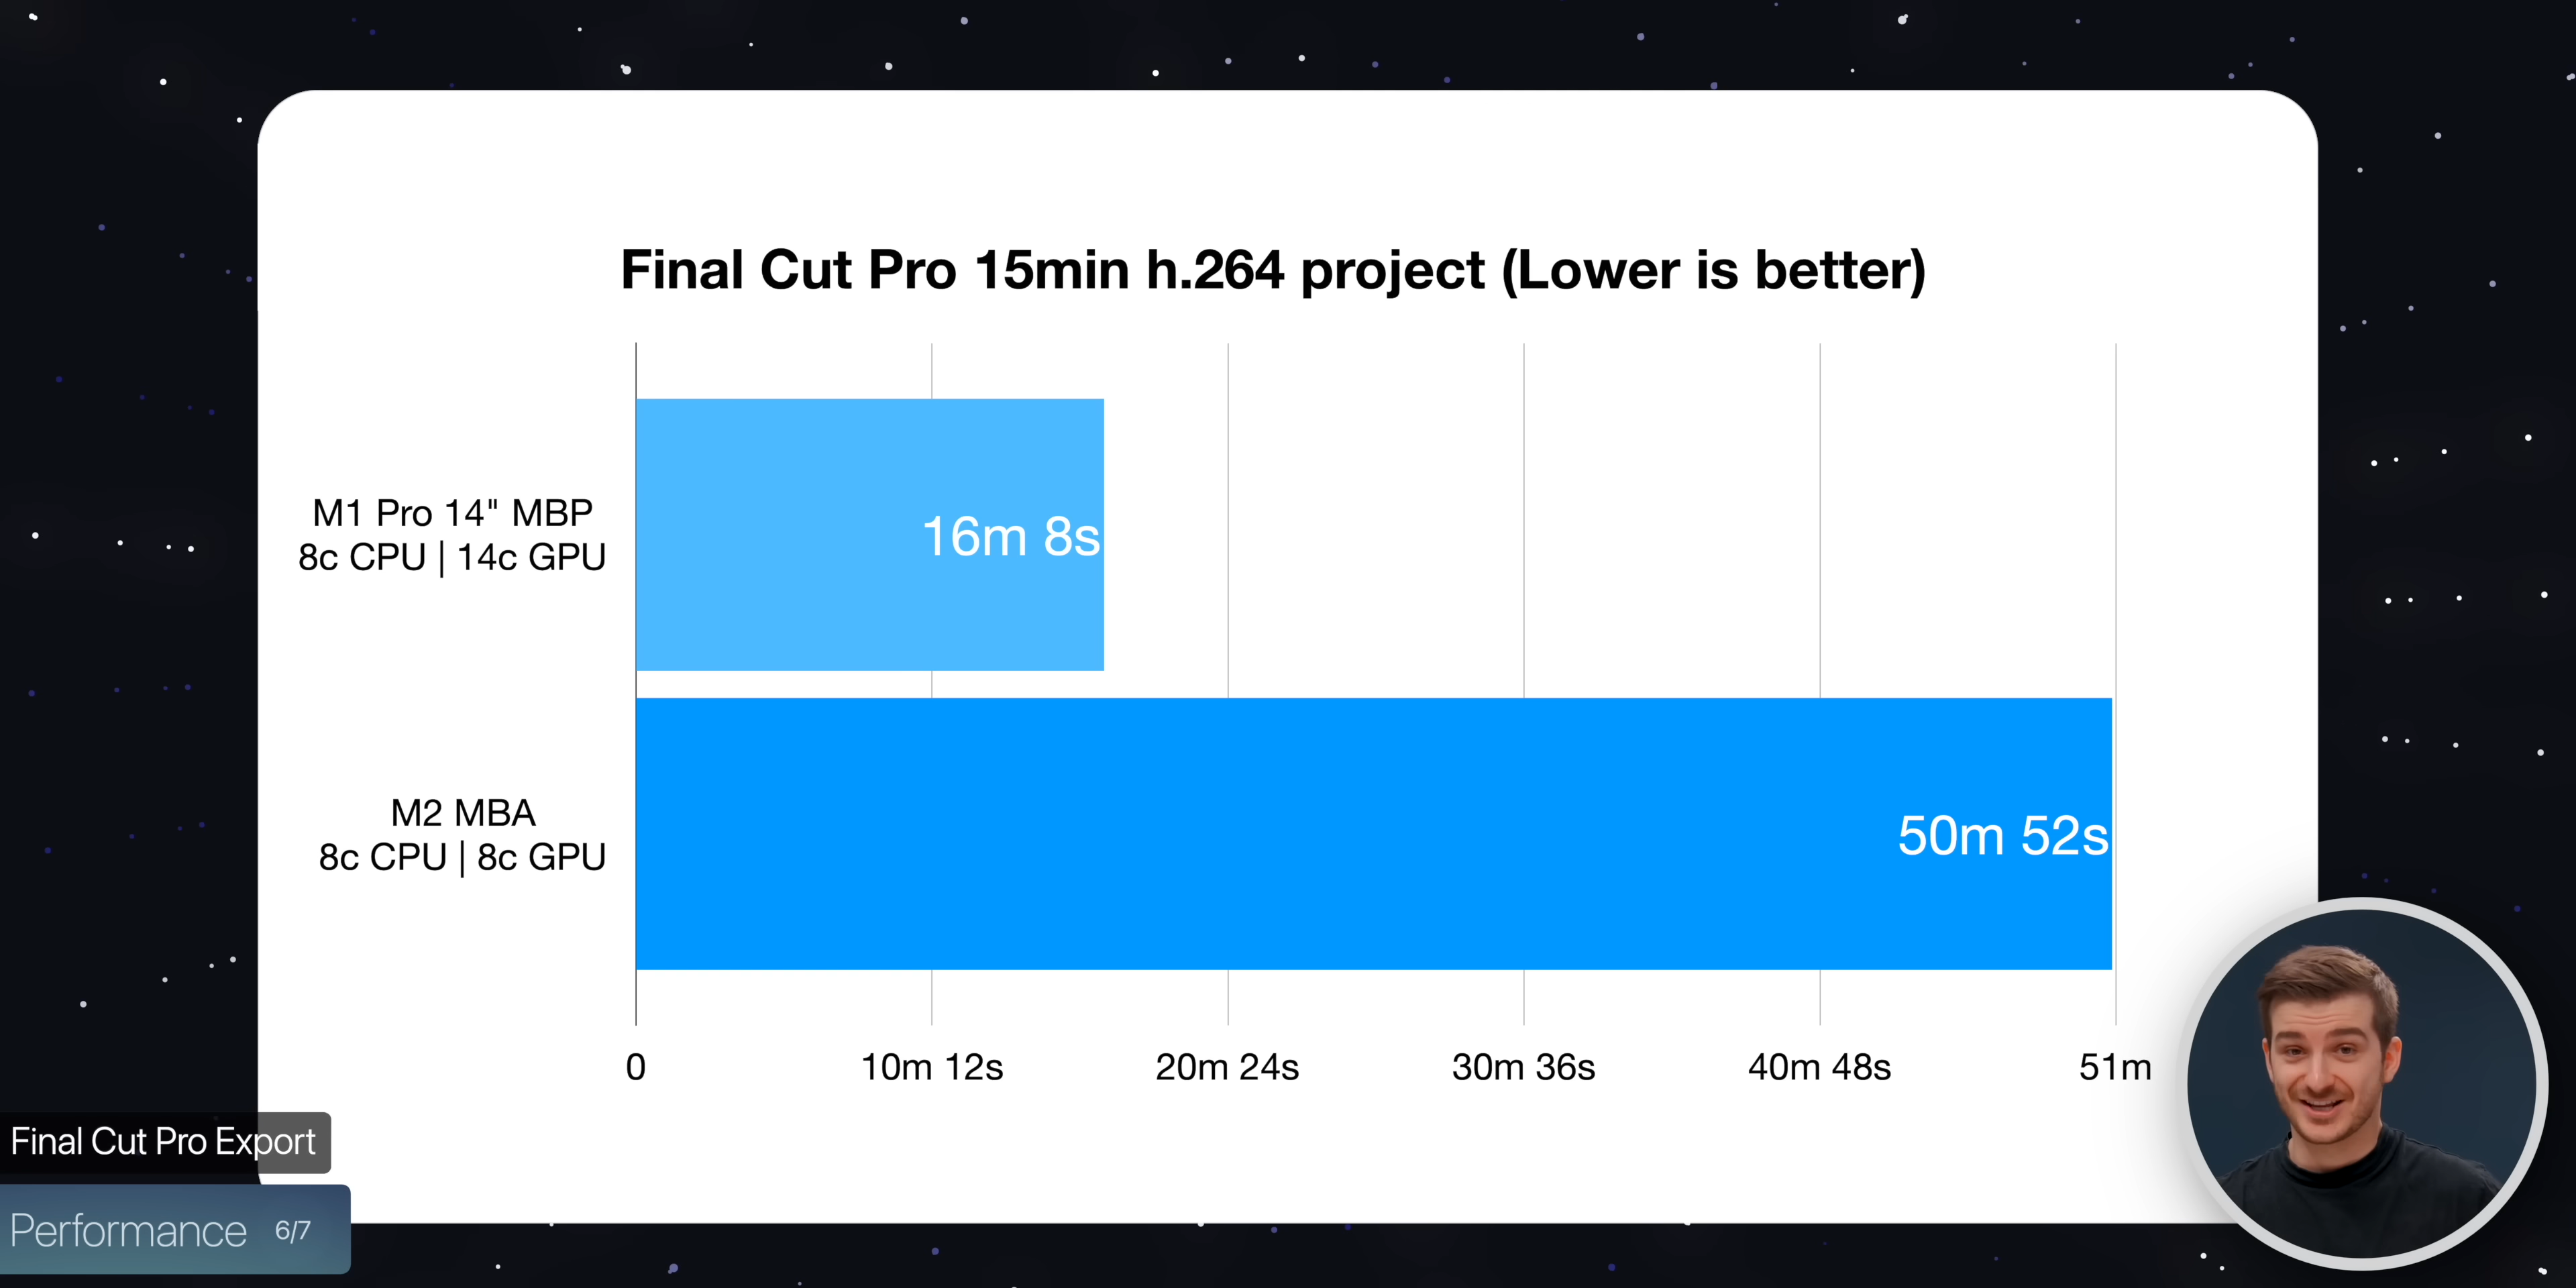 Final Cut Pro 15min h.264 project (Lower is better)
M1 Pro 14" MBP
8c CPU | 14c GPU
16m 8s
M2 MBA
8c CPU | 8c GPU
50m 52s
0
10m 12s
20m 24s
30m 36s
40m 48s
51m
Final Cut Pro Export
Performance 6/7